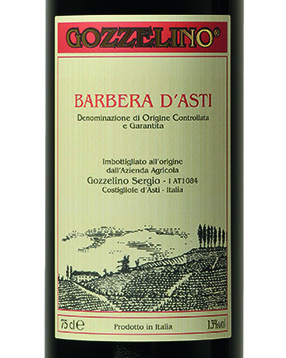 GOZZELINO®
BARBERA D'ASTI
Denominazione di Origine Controllata
e Garantita
Imbottigliato all'origine
dall'Azienda Agricola
Gozzelino Sergio - I AT1084
Costigliole d'Asti - Italia
75 cl e 13%vol
Prodotto in Italia